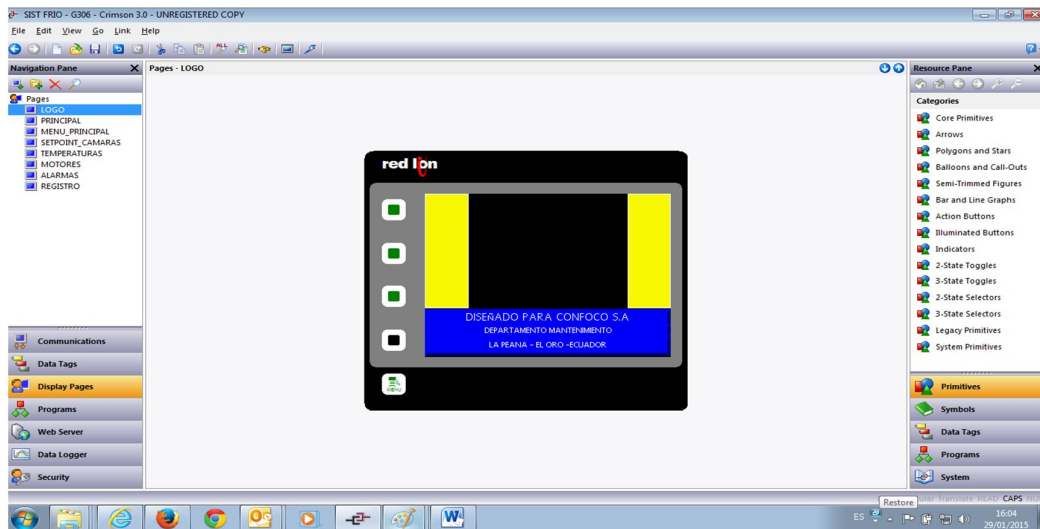 SIST FRIO - G306 - Crimson 3.0 - UNREGISTERED COPY
File Edit View Go Link Help
Navigation Pane
Pages
LOGO
PRINCIPAL
MENU_PRINCIPAL
SETPOINT_CAMARAS
TEMPERATURAS
MOTORES
ALARMAS
REGISTRO
Communications
Data Tags
Display Pages
Programs
Web Server
Data Logger
Security
Pages - LOGO
red lion
DISEÑADO PARA CONFOCO S.A
DEPARTAMENTO MANTENIMIENTO
LA PEANA - EL ORO -ECUADOR
MENU
Resource Pane
Categories
Core Primitives
Arrows
Polygons and Stars
Balloons and Call-Outs
Semi-Trimmed Figures
Bar and Line Graphs
Action Buttons
Illuminated Buttons
Indicators
2-State Toggles
3-State Toggles
2-State Selectors
3-State Selectors
Legacy Primitives
System Primitives
Primitives
Symbols
Data Tags
Programs
System
Restore
Translate READ CAPS
ES
16:04
29/01/2015